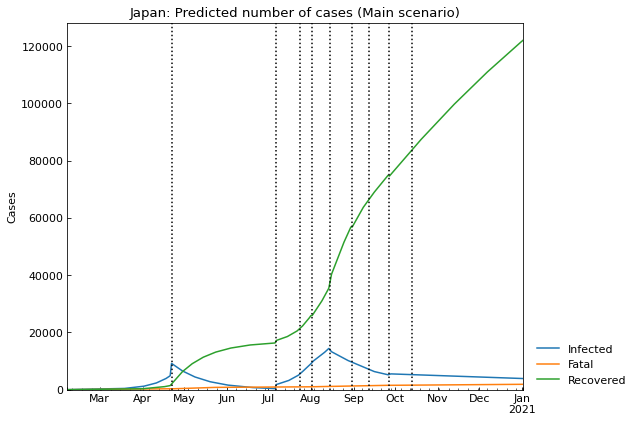 Japan: Predicted number of cases (Main scenario)
120000
100000
80000
60000
40000
20000
0
Cases
Mar Apr May Jun Jul Aug Sep Oct Nov Dec Jan
2021
Infected
Fatal
Recovered